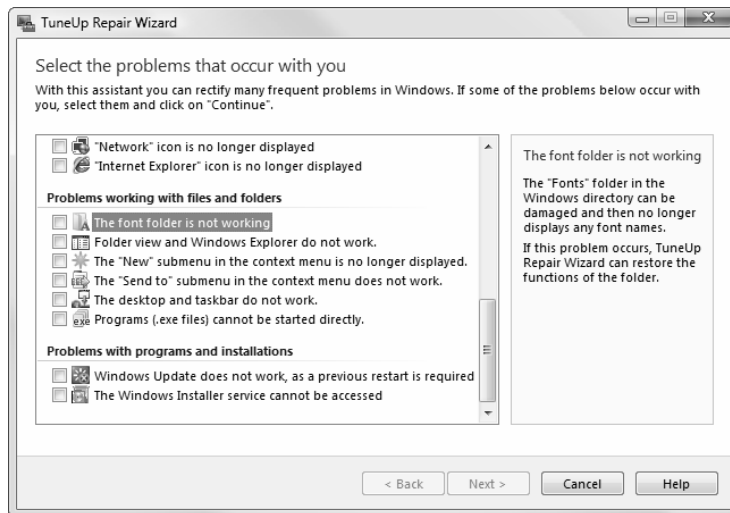 TuneUp Repair Wizard
Select the problems that occur with you
With this assistant you can rectify many frequent problems in Windows. If some of the problems below occur with
you, select them and click on "Continue".
"Network" icon is no longer displayed
"Internet Explorer" icon is no longer displayed
Problems working with files and folders
The font folder is not working
Folder view and Windows Explorer do not work.
The "New" submenu in the context menu is no longer displayed.
The "Send to" submenu in the context menu does not work.
The desktop and taskbar do not work.
exe Programs (.exe files) cannot be started directly.
Problems with programs and installations
Windows Update does not work, as a previous restart is required
The Windows Installer service cannot be accessed
The font folder is not working
The "Fonts" folder in the
Windows directory can be
damaged and then no longer
displays any font names.
If this problem occurs, TuneUp
Repair Wizard can restore the
functions of the folder.
< Back
Next >
Cancel
Help